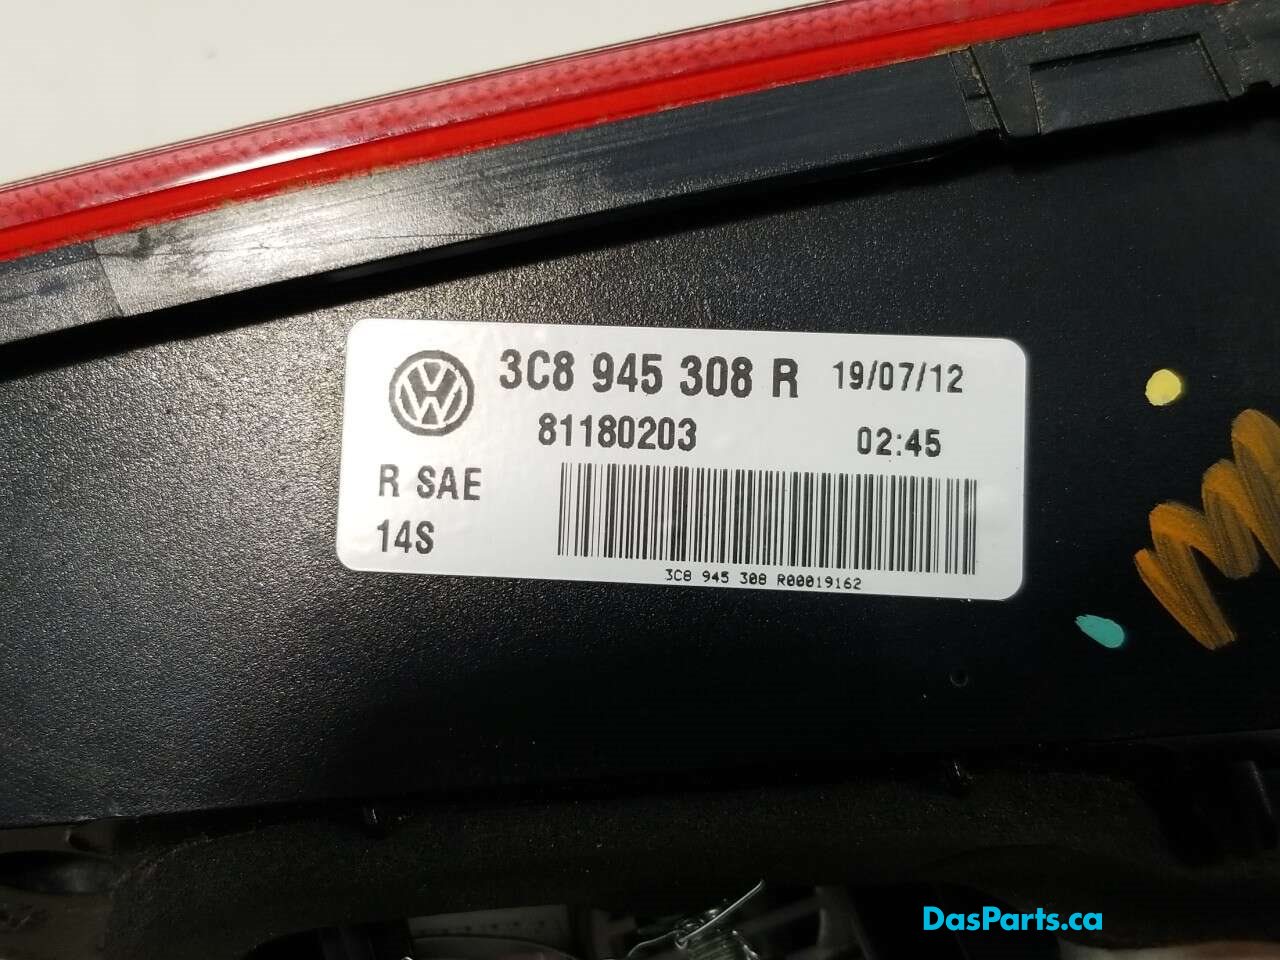 3C8 945 308 R 19/07/12
81180203 02:45
R SAE
14S
3C8 945 308 R00019162
DasParts.ca